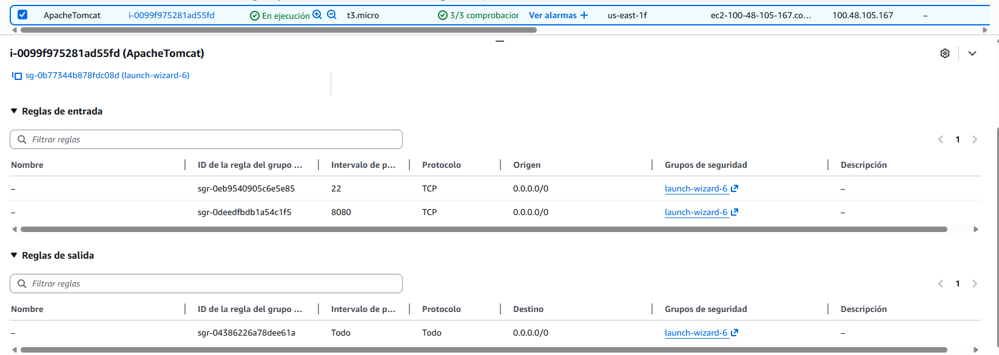 ApacheTomcat i-0099f975281ad55fd En ejecución t3.micro 3/3 comprobacior Ver alarmas + us-east-1f ec2-100-48-105-167.co... 100.48.105.167 –
i-0099f975281ad55fd (ApacheTomcat)
sg-0b77344b878fdc08d (launch-wizard-6)
Reglas de entrada
Filtrar reglas
1
Nombre ID de la regla del grupo ... Intervalo de p... Protocolo Origen Grupos de seguridad Descripción
– sgr-0eb9540905c6e5e85 22 TCP 0.0.0.0/0 launch-wizard-6 –
– sgr-0deedfbdb1a54c1f5 8080 TCP 0.0.0.0/0 launch-wizard-6 –
Reglas de salida
Filtrar reglas
1
Nombre ID de la regla del grupo ... Intervalo de p... Protocolo Destino Grupos de seguridad Descripción
– sgr-04386226a78dee61a Todo Todo 0.0.0.0/0 launch-wizard-6 –